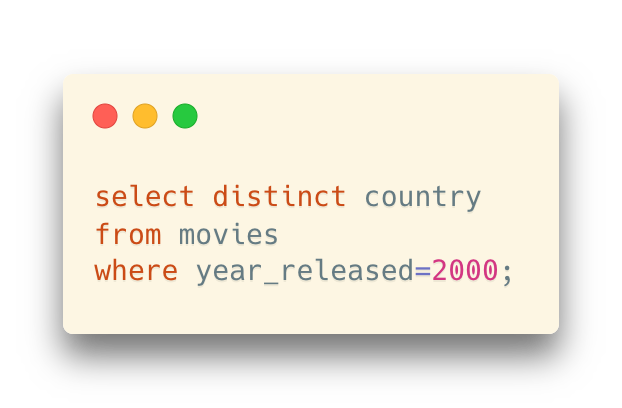 select distinct country
from movies
where year_released=2000;